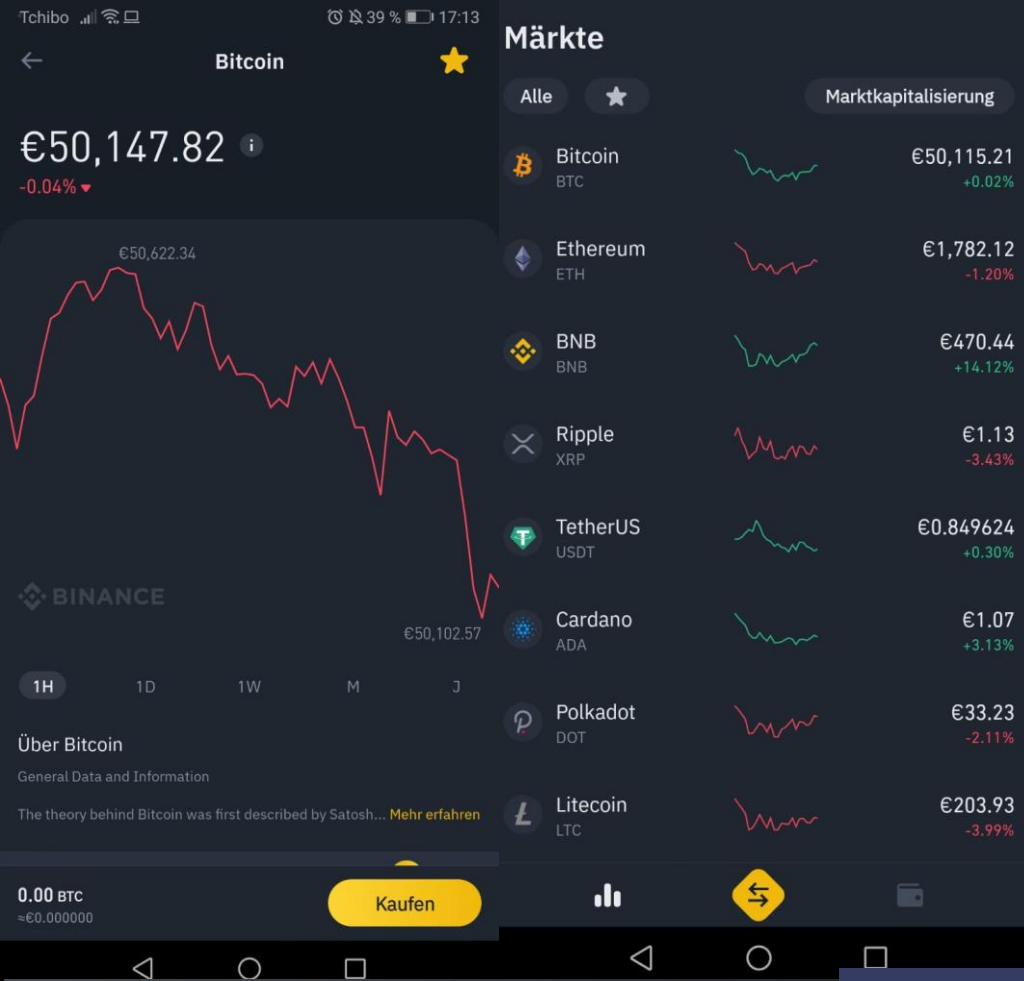 Tchibo 39 % 17:13
Bitcoin
€50,147.82 i
-0.04%
€50,622.34
BINANCE
€50,102.57
1H 1D 1W M J
Über Bitcoin
General Data and Information
The theory behind Bitcoin was first described by Satosh... Mehr erfahren
0.00 BTC
≈€0.000000
Kaufen
Märkte
Alle Marktkapitalisierung
Bitcoin €50,115.21
BTC +0.02%
Ethereum €1,782.12
ETH -1.20%
BNB €470.44
BNB +14.12%
Ripple €1.13
XRP -3.43%
TetherUS €0.849624
USDT +0.30%
Cardano €1.07
ADA +3.13%
Polkadot €33.23
DOT -2.11%
Litecoin €203.93
LTC -3.99%